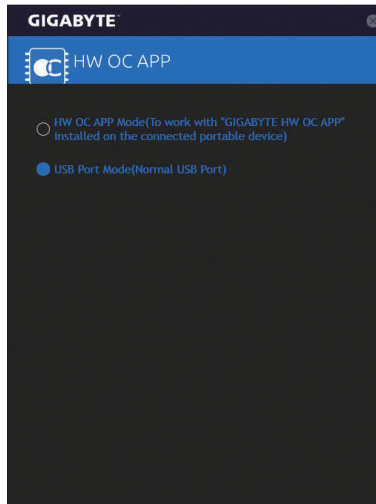 GIGABYTE™
HW OC APP
HW OC APP Mode(To work with "GIGABYTE HW OC APP"
installed on the connected portable device)
USB Port Mode(Normal USB Port)